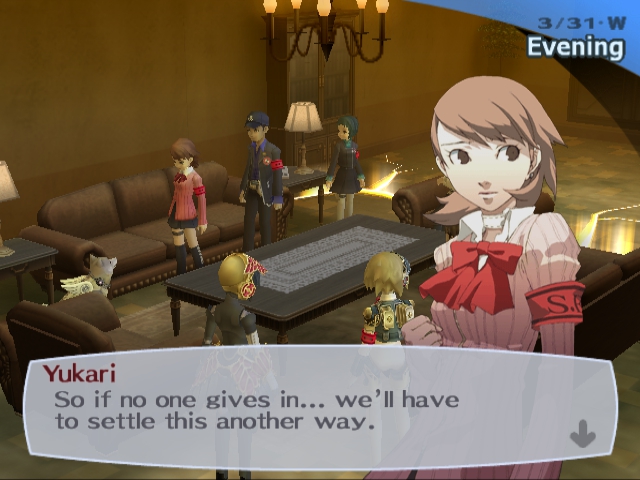 3/31·W
Evening
S.
Yukari
So if no one gives in... we'll have
to settle this another way.